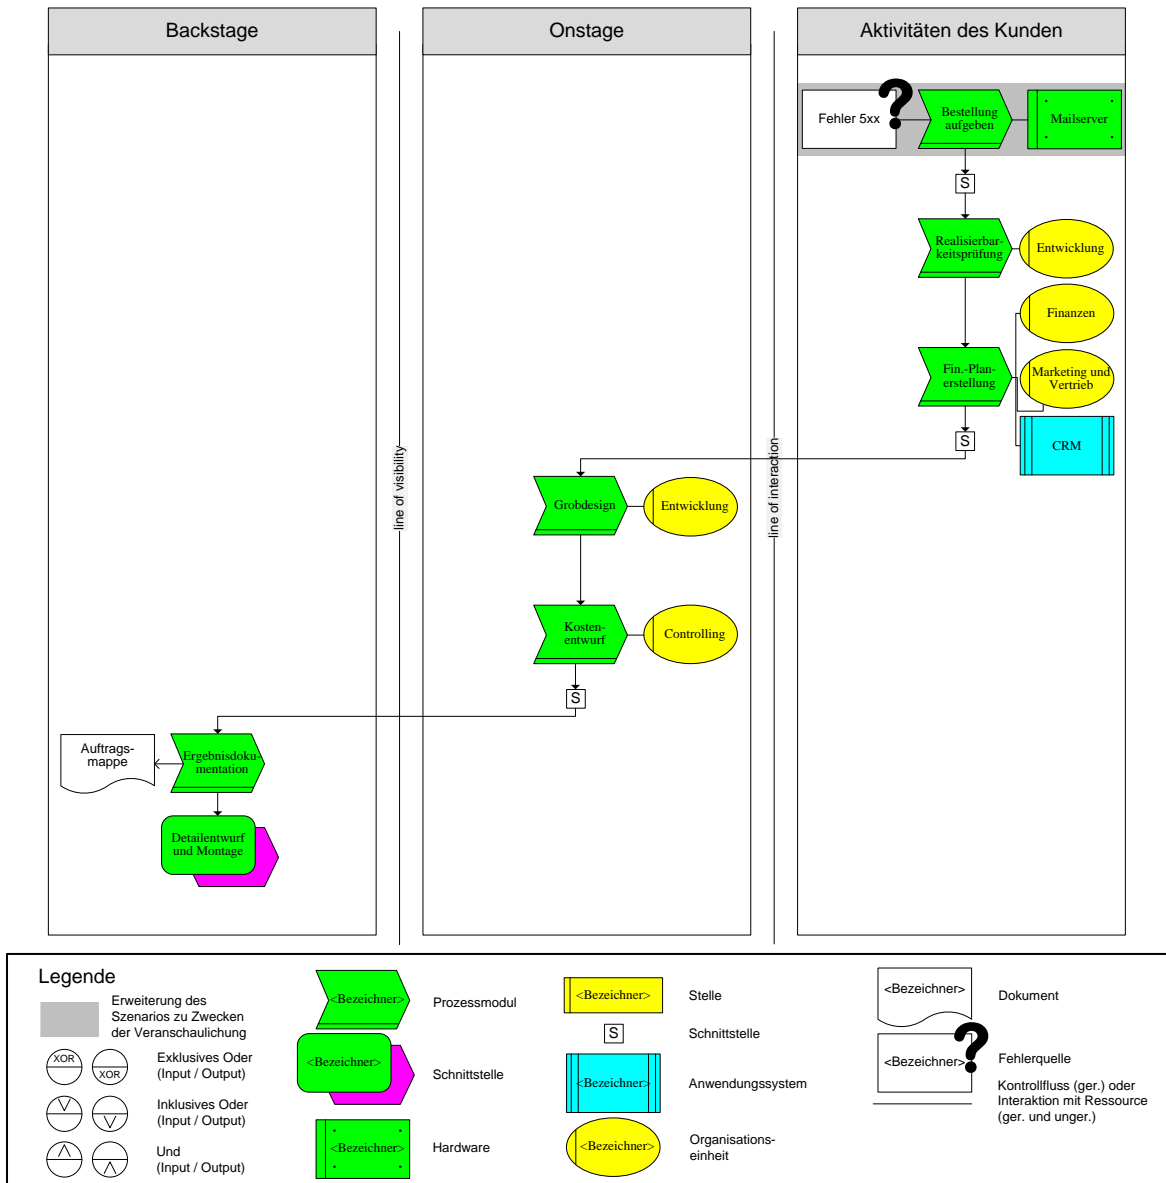 Backstage
Onstage
Aktivitäten des Kunden
Fehler 5xx
?
Bestellung
aufgeben
Mailserver
S
Realisierbar-
keitsprüfung
Entwicklung
Finanzen
Fin.-Plan-
erstellung
Marketing und
Vertrieb
S
CRM
line of visibility
line of interaction
Grobdesign
Entwicklung
Kosten-
entwurf
Controlling
S
Auftrags-
mappe
Ergebnisdoku-
mentation
Detailentwurf
und Montage
Legende
Erweiterung des
Szenarios zu Zwecken
der Veranschaulichung
XOR
XOR
Exklusives Oder
(Input / Output)
Inklusives Oder
(Input / Output)
Und
(Input / Output)
<Bezeichner>
Prozessmodul
<Bezeichner>
Schnittstelle
<Bezeichner>
Hardware
<Bezeichner>
Stelle
S
Schnittstelle
<Bezeichner>
Anwendungssystem
<Bezeichner>
Organisations-
einheit
<Bezeichner>
Dokument
<Bezeichner>
?
Fehlerquelle
Kontrollfluss (ger.) oder
Interaktion mit Ressource
(ger. und unger.)